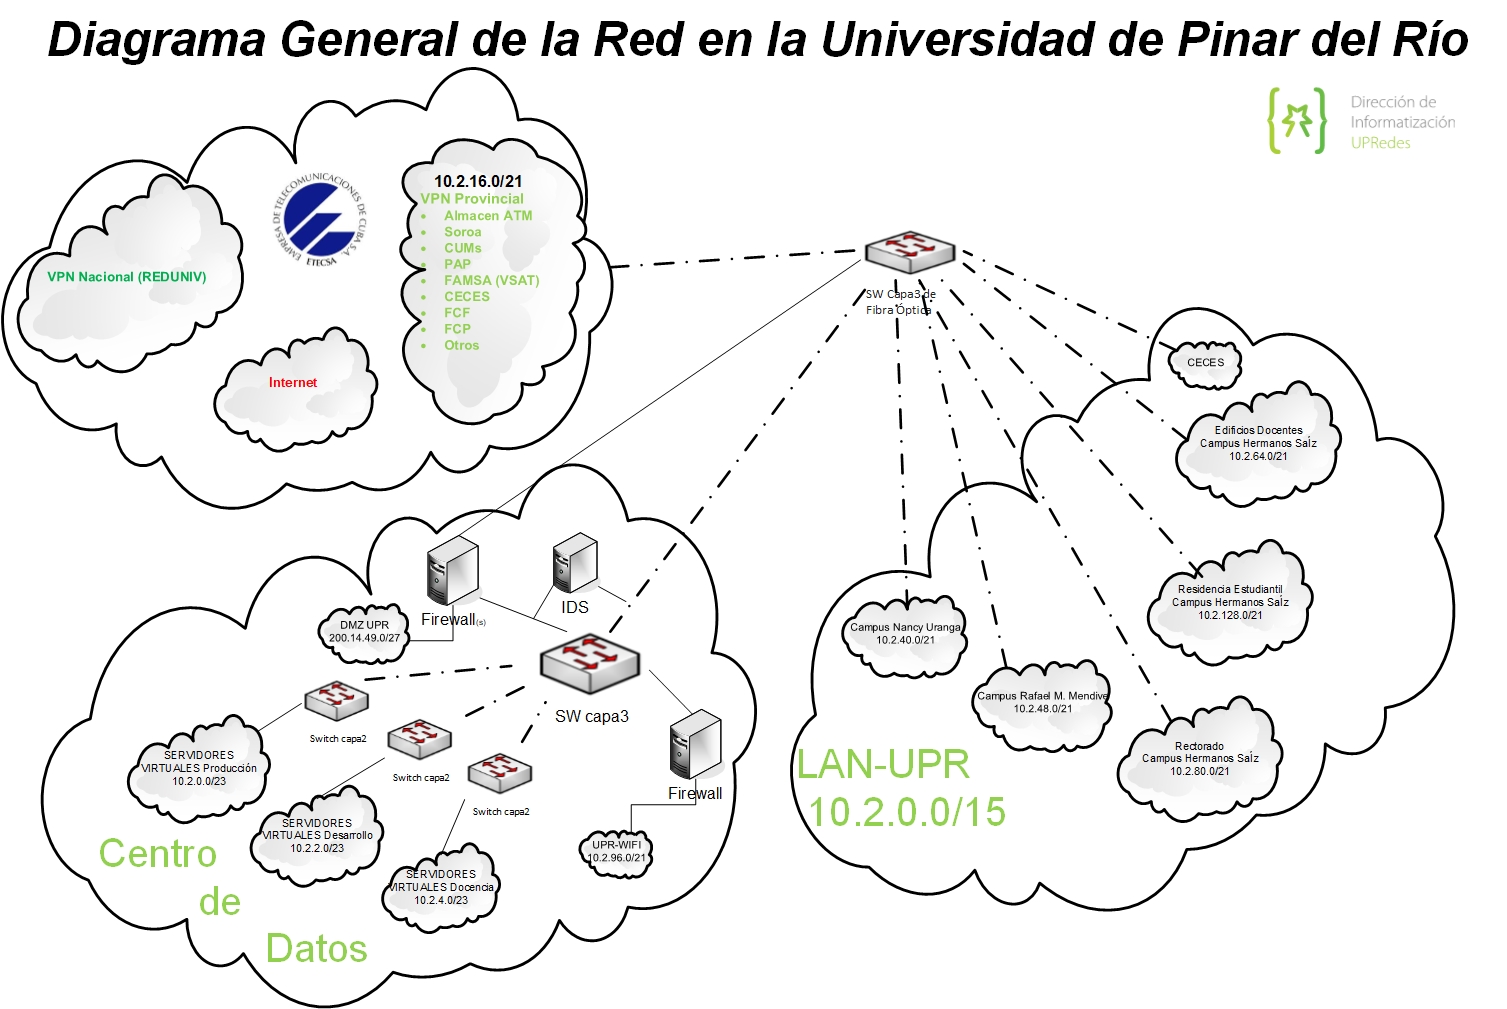 Diagrama General de la Red en la Universidad de Pinar del Río
Dirección de
Informatización
UPRedes
EMPRESA DE TELECOMUNICACIONES DE CUBA S.A.
ETECSA
10.2.16.0/21
VPN Provincial
• Almacen ATM
• Soroa
• CUMs
• PAP
• FAMSA (VSAT)
• CECES
• FCF
• FCP
• Otros
VPN Nacional (REDUNIV)
Internet
SW Capa3 de
Fibra Óptica
CECES
Edificios Docentes
Campus Hermanos SaÍz
10.2.64.0/21
Residencia Estudiantil
Campus Hermanos SaÍz
10.2.128.0/21
Campus Nancy Uranga
10.2.40.0/21
Campus Rafael M. Mendive
10.2.48.0/21
Rectorado
Campus Hermanos SaÍz
10.2.80.0/21
LAN-UPR
10.2.0.0/15
Firewall(s)
IDS
DMZ UPR
200.14.49.0/27
SW capa3
Switch capa2
Switch capa2
Switch capa2
SERVIDORES
VIRTUALES Producción
10.2.0.0/23
SERVIDORES
VIRTUALES Desarrollo
10.2.2.0/23
SERVIDORES
VIRTUALES Docencia
10.2.4.0/23
Firewall
UPR-WIFI
10.2.96.0/21
Centro
de
Datos